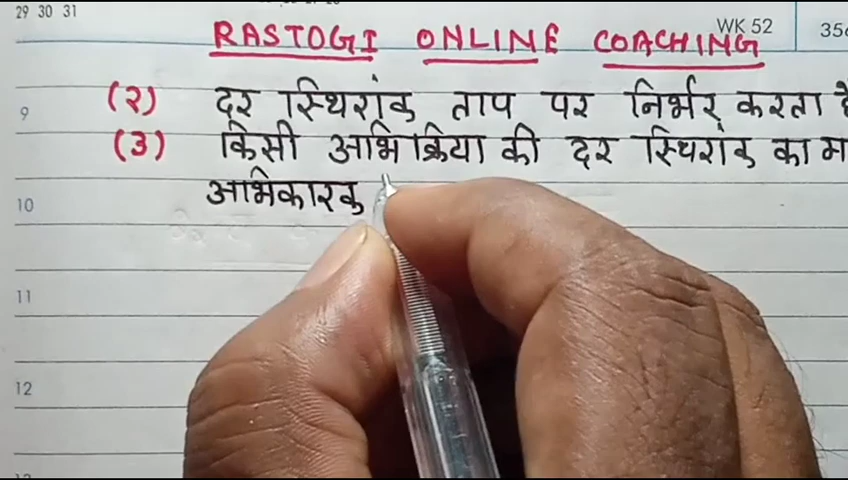 29 30 31
WK 52
RASTOGI ONLINE COACHING
9
(२) दर स्थिरांक ताप पर निर्भर करता है
(3) किसी अभिक्रिया की दर स्थिरांक का म
10
अभिकारक
11
12